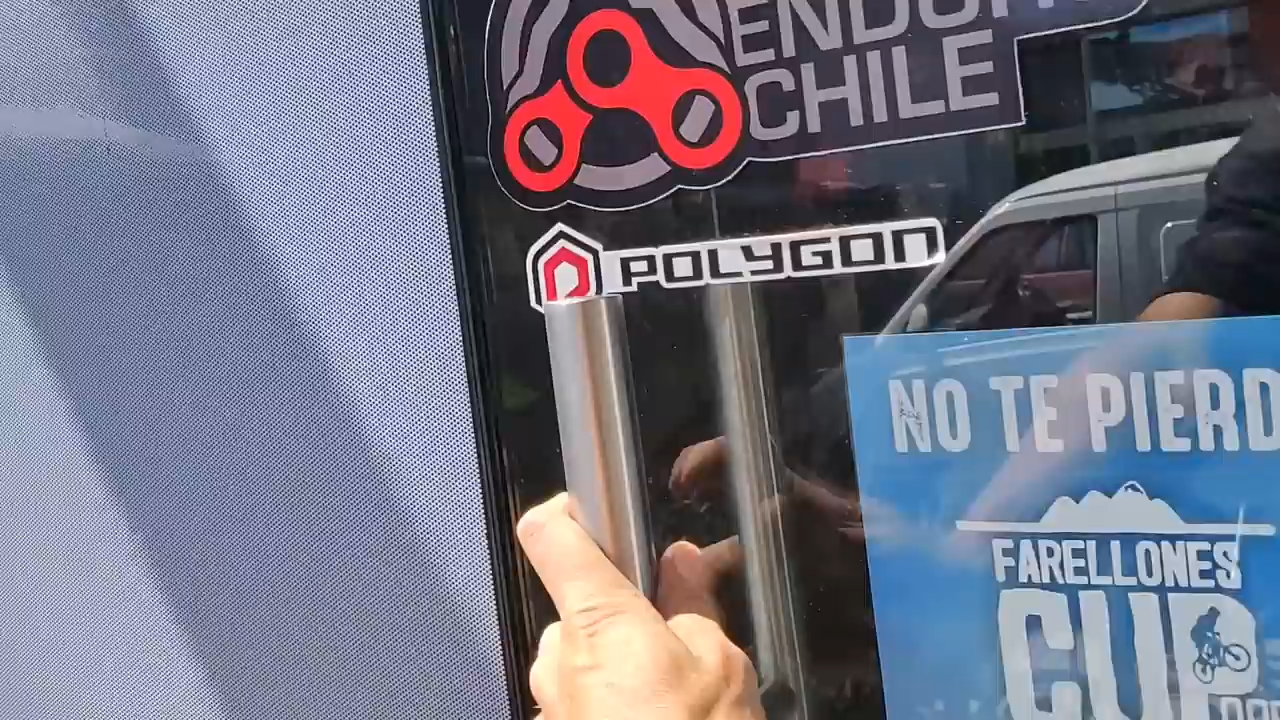 CHILE
POLYGON
NO TE PIERD
FARELLONES
CUP